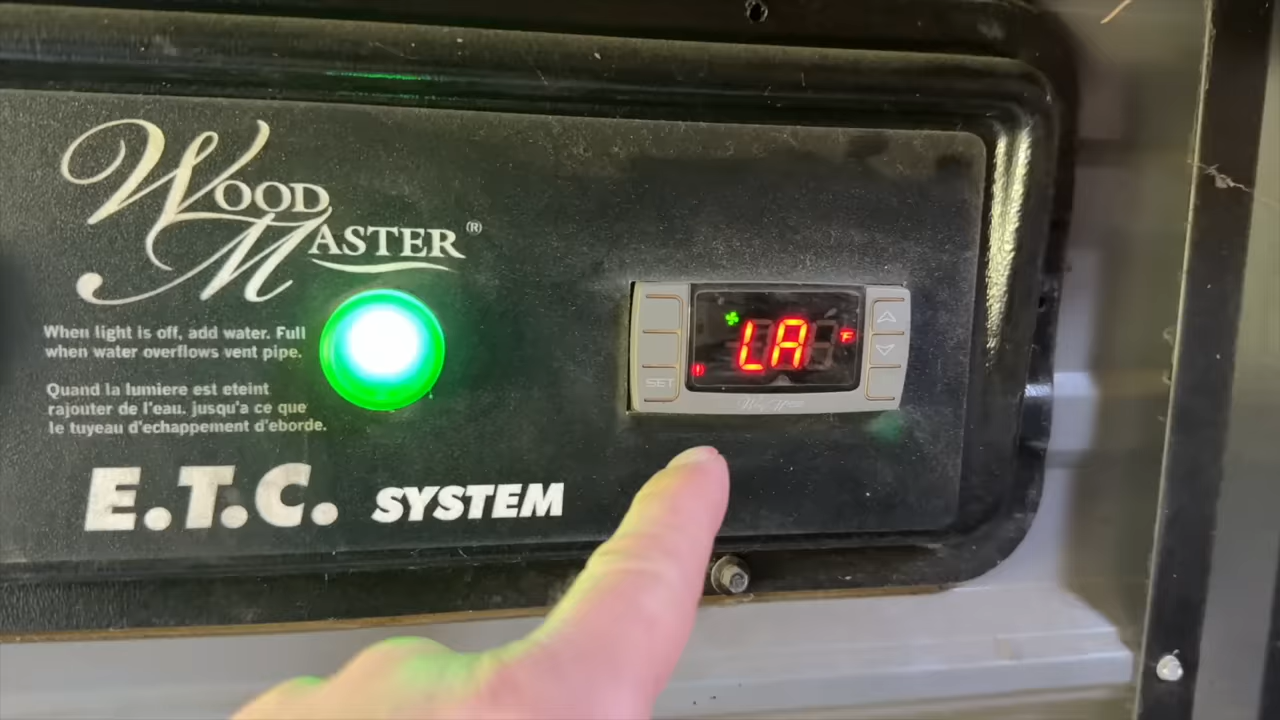 WOOD
MASTER®
When light is off, add water. Full
when water overflows vent pipe.
Quand la lumiere est eteint
rajouter de l'eau. jusqu'a ce que
le tuyeau d'echappement d'eborde.
E.T.C. SYSTEM
LA
°F
SET